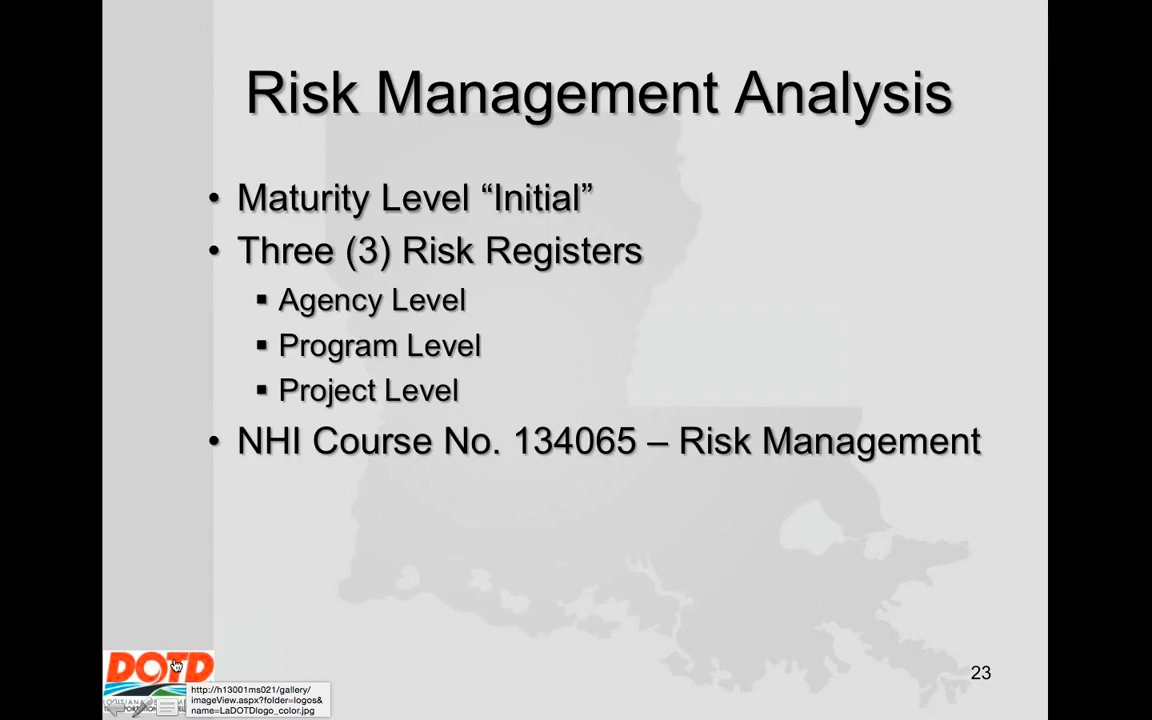 Risk Management Analysis
• Maturity Level “Initial”
• Three (3) Risk Registers
▪ Agency Level
▪ Program Level
▪ Project Level
• NHI Course No. 134065 – Risk Management
DOTD
23
http://h13001ms021/gallery/
imageView.aspx?folder=logos&
name=LaDOTDlogo_color.jpg